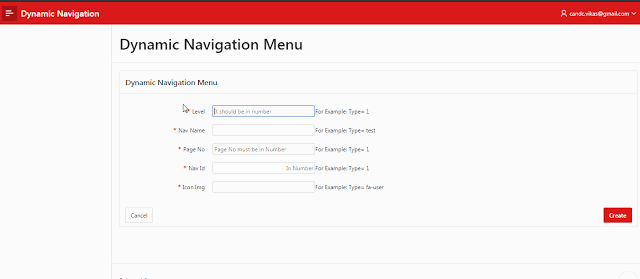 Dynamic Navigation
candc.vikas@gmail.com
Dynamic Navigation Menu
Dynamic Navigation Menu
* Level It should be in number For Example: Type= 1
* Nav Name For Example: Type= test
* Page No Page No must be in Number For Example: Type= 1
* Nav Id In Number For Example: Type= 1
* Icon Img For Example: Type= fa-user
Cancel Create